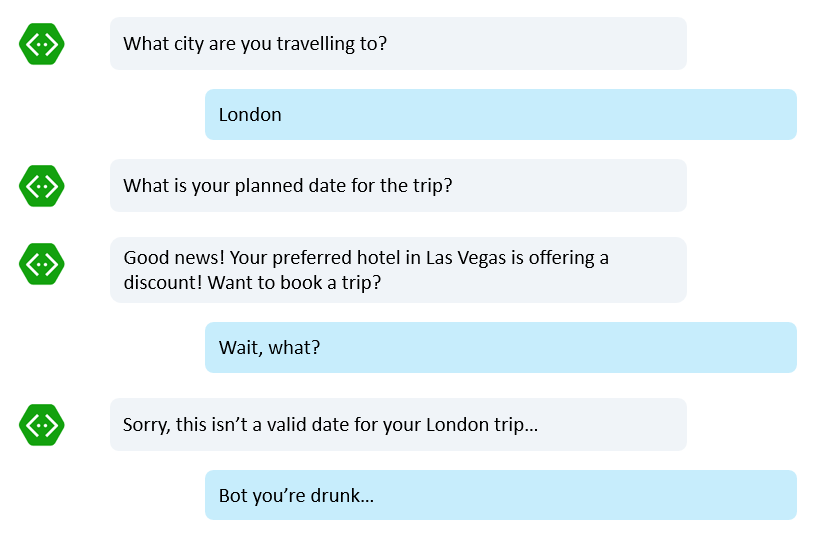 What city are you travelling to?
London
What is your planned date for the trip?
Good news! Your preferred hotel in Las Vegas is offering a
discount! Want to book a trip?
Wait, what?
Sorry, this isn’t a valid date for your London trip...
Bot you’re drunk...